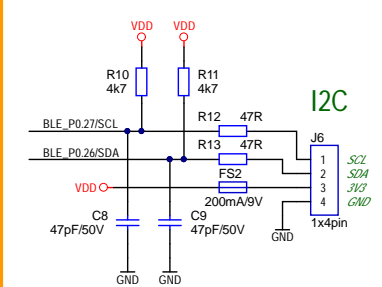 VDD VDD
R10 R11
4k7 4k7
I2C
BLE_P0.27/SCL R12 47R J6
BLE_P0.26/SDA R13 47R 1 SCL
FS2 2 SDA
VDD 3 3V3
200mA/9V 4 GND
C8 C9 1x4pin
47pF/50V 47pF/50V GND
GND GND